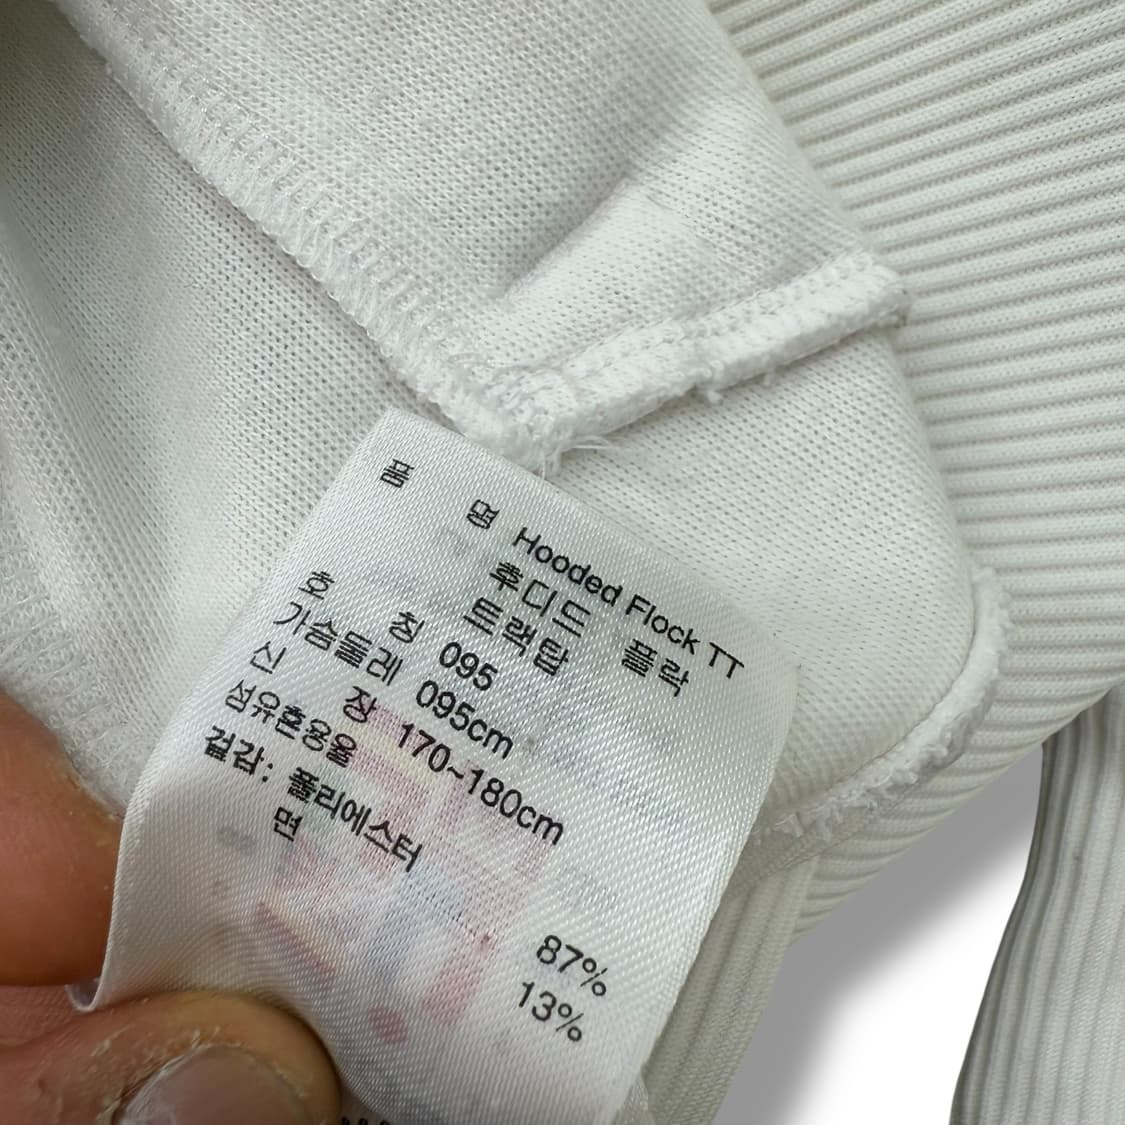 품 명 Hooded Flock TT
후디드 플락
트랙탑
호 칭 095
가슴둘레 095cm
신 장 170~180cm
섬유혼용율
겉감: 폴리에스터 87%
면 13%